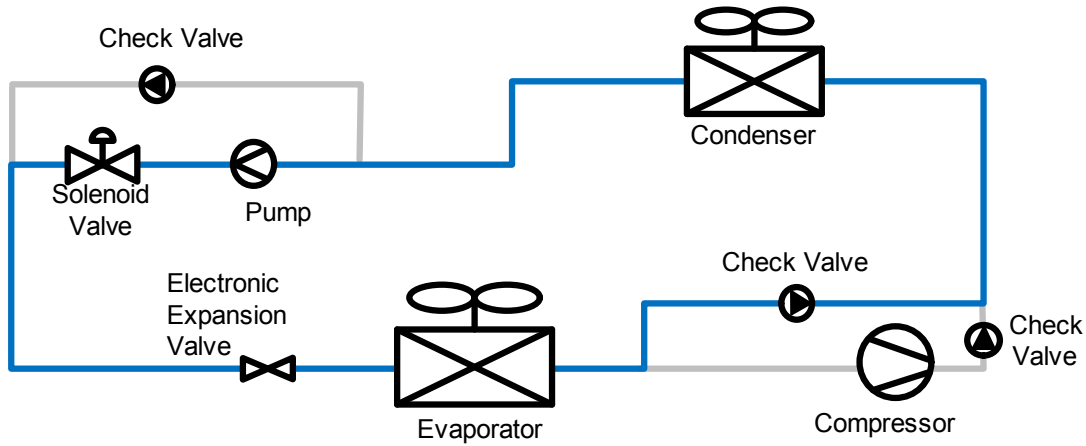 Check Valve
Condenser
Solenoid
Valve
Pump
Electronic
Expansion
Valve
Check Valve
Check
Valve
Evaporator
Compressor